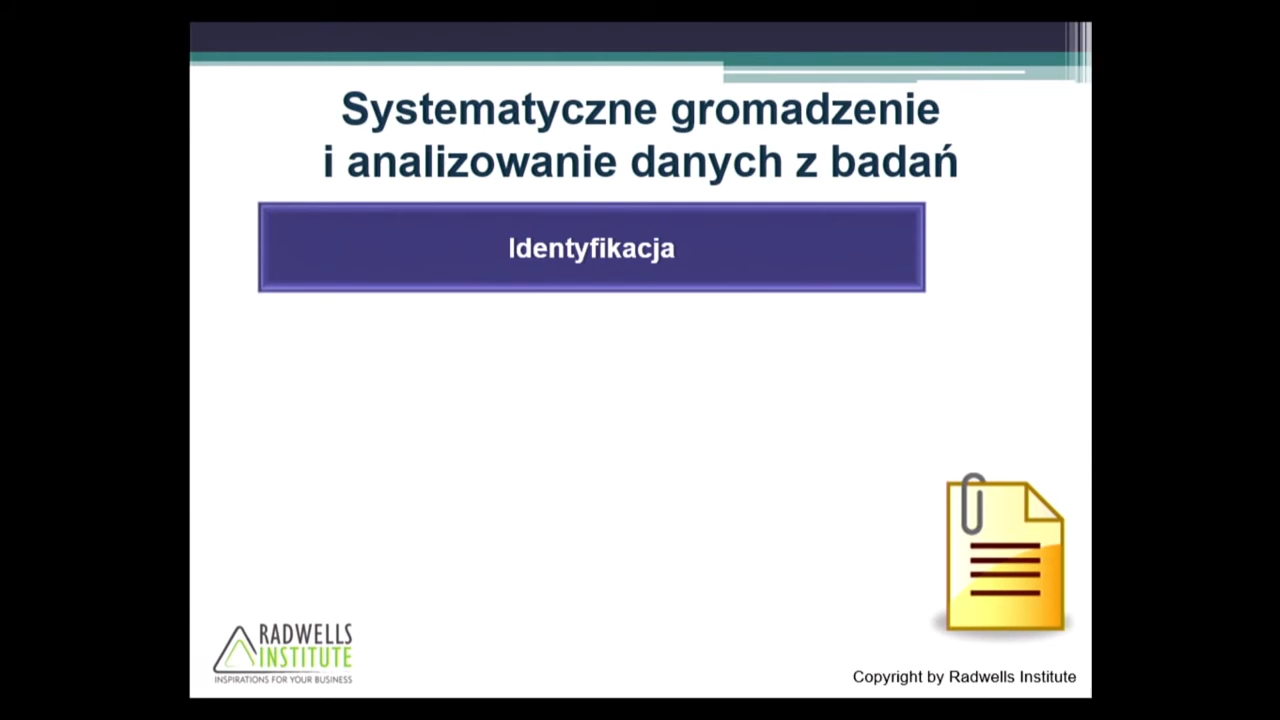 Systematyczne gromadzenie
i analizowanie danych z badań
Identyfikacja
RADWELLS
INSTITUTE
INSPIRATIONS FOR YOUR BUSINESS
Copyright by Radwells Institute